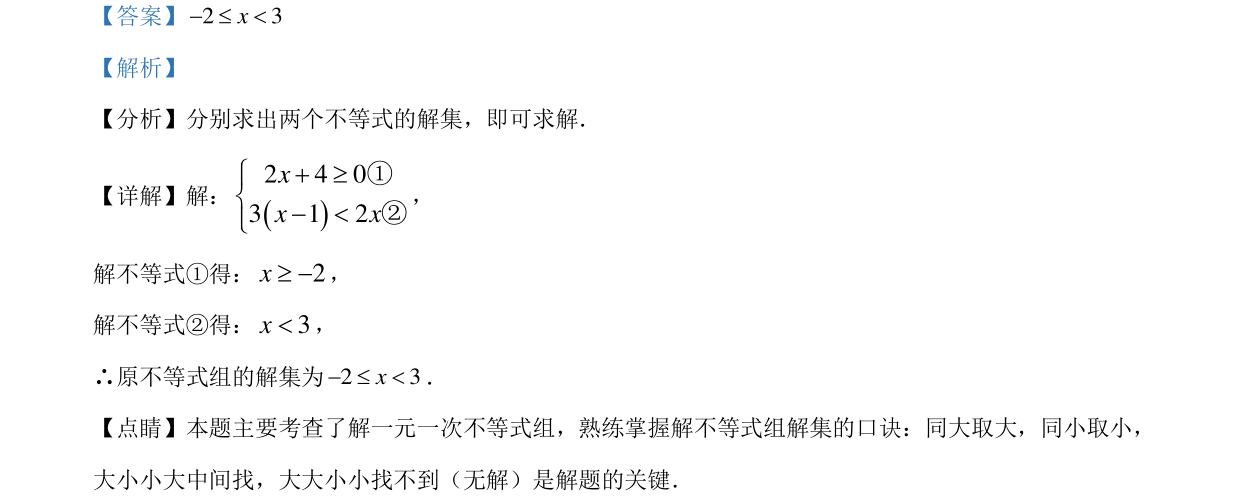 【答案】−2≤x<3
【解析】
【分析】分别求出两个不等式的解集，即可求解．
【详解】解：{2x+4≥0①
3(x−1)<2x②，
解不等式①得：x≥−2，
解不等式②得：x<3，
∴原不等式组的解集为−2≤x<3．
【点睛】本题主要考查了解一元一次不等式组，熟练掌握解不等式组解集的口诀：同大取大，同小取小，
大小小大中间找，大大小小找不到（无解）是解题的关键．